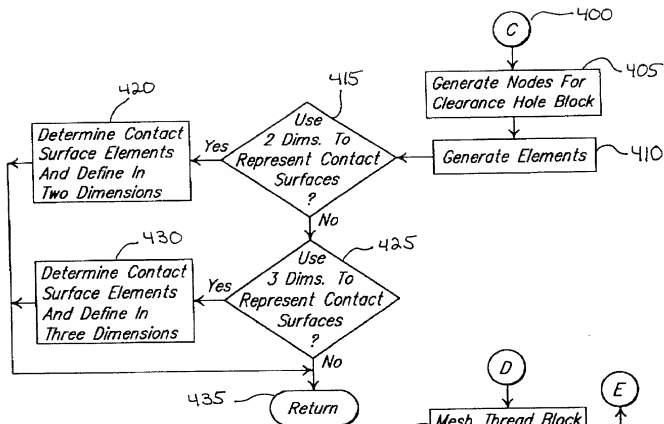 C
400
Generate Nodes For
Clearance Hole Block
405
Generate Elements
410
Use
2 Dims. To
Represent Contact
Surfaces
?
415
Yes
No
Determine Contact
Surface Elements
And Define In
Two Dimensions
420
Use
3 Dims. To
Represent Contact
Surfaces
?
425
Yes
No
Determine Contact
Surface Elements
And Define In
Three Dimensions
430
Return
435
D
E
Mesh Thread Block